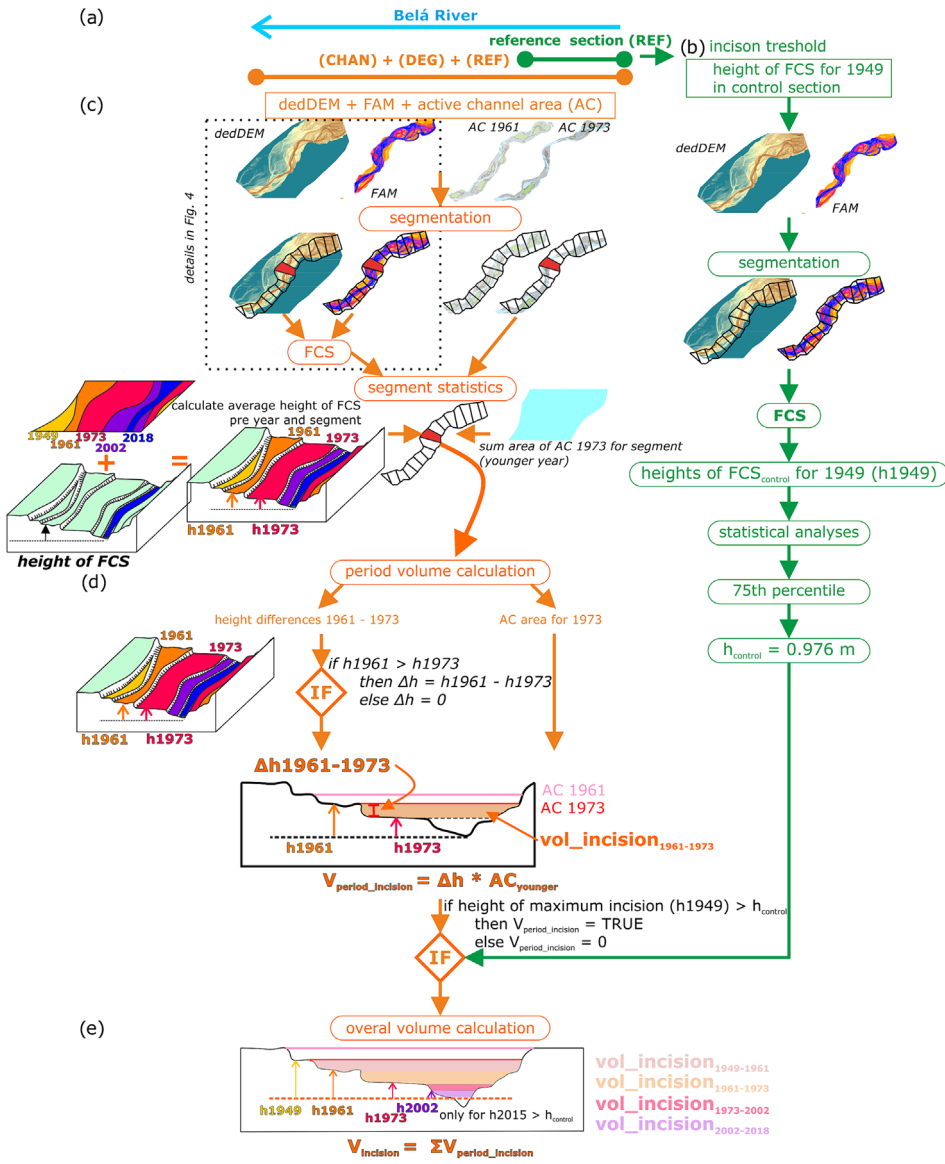 (a)
Belá River
reference section (REF)
(CHAN) + (DEG) + (REF)
(b) incison treshold
height of FCS for 1949
in control section
(c)
dedDEM + FAM + active channel area (AC)
dedDEM
FAM
AC 1961
AC 1973
details in Fig. 4
segmentation
FCS
segment statistics
dedDEM
FAM
segmentation
FCS
heights of FCScontrol for 1949 (h1949)
statistical analyses
75th percentile
hcontrol = 0.976 m
1949
1961
1973
2002
2018
+
=
height of FCS
calculate average height of FCS
pre year and segment
1961
1973
h1961
h1973
sum area of AC 1973 for segment
(younger year)
(d)
period volume calculation
height differences 1961 - 1973
AC area for 1973
1961
1973
h1961
h1973
IF
if h1961 > h1973
then Δh = h1961 - h1973
else Δh = 0
Δh1961-1973
AC 1961
AC 1973
h1961
h1973
vol_incision1961-1973
Vperiod_incision = Δh * ACyounger
if height of maximum incision (h1949) > hcontrol
then Vperiod_incision = TRUE
else Vperiod_incision = 0
IF
(e)
overal volume calculation
h1949
h1961
h1973
h2002
only for h2015 > hcontrol
vol_incision1949-1961
vol_incision1961-1973
vol_incision1973-2002
vol_incision2002-2018
Vincision = ΣVperiod_incision